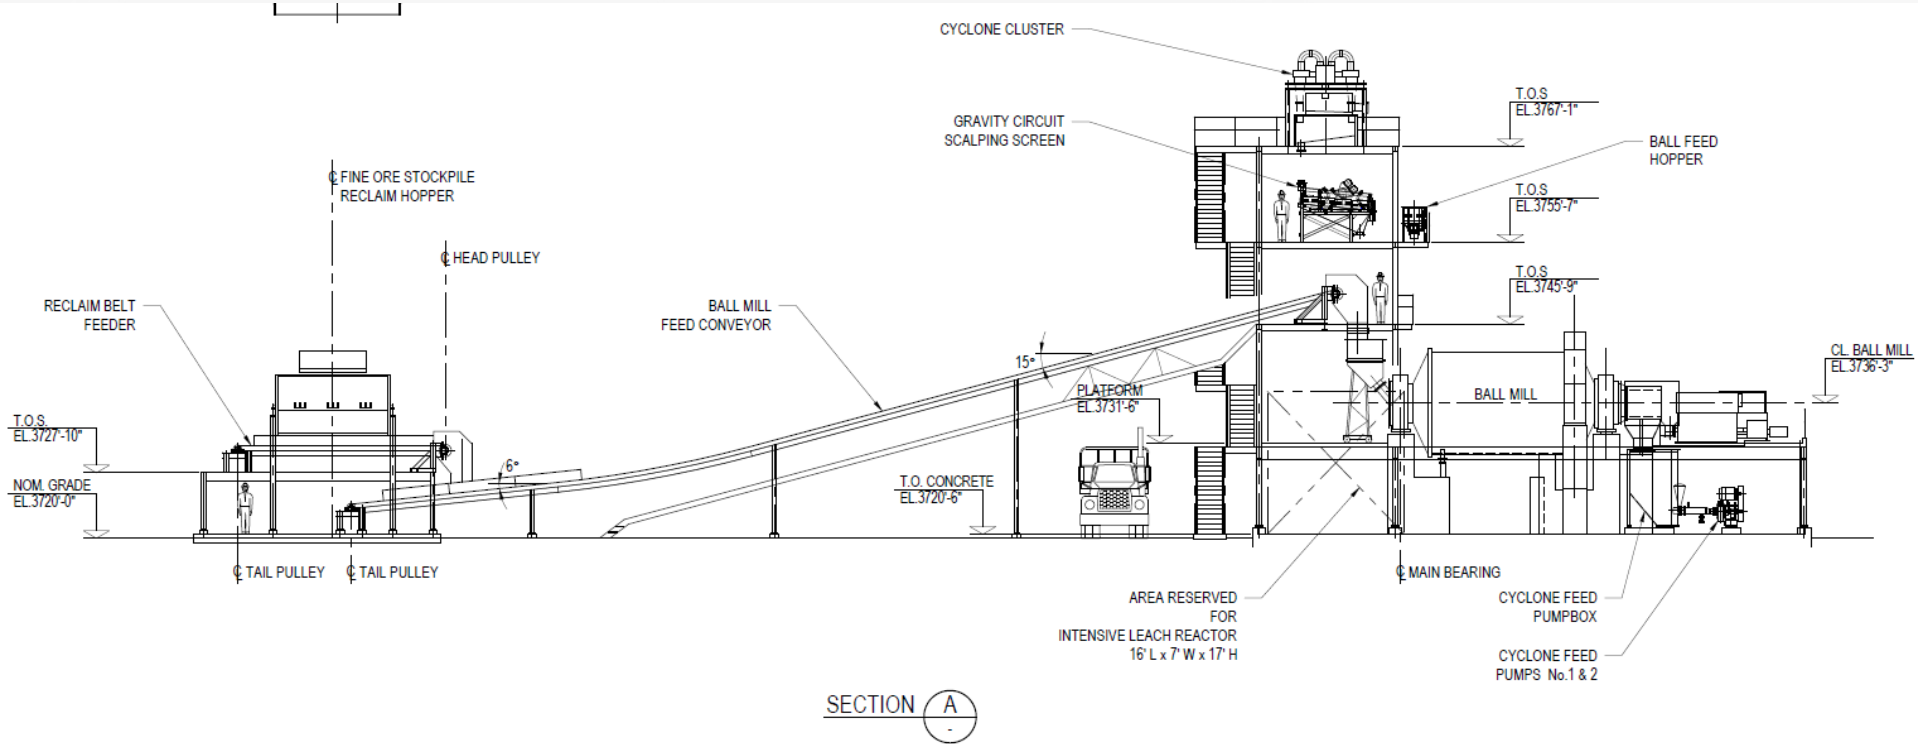 CYCLONE CLUSTER
GRAVITY CIRCUIT
SCALPING SCREEN
T.O.S
EL.3767'-1"
BALL FEED
HOPPER
℄ FINE ORE STOCKPILE
RECLAIM HOPPER
T.O.S
EL.3755'-7"
℄ HEAD PULLEY
T.O.S
EL.3745'-9"
RECLAIM BELT
FEEDER
BALL MILL
FEED CONVEYOR
15°
CL. BALL MILL
EL.3736'-3"
PLATFORM
EL.3731'-6"
BALL MILL
T.O.S.
EL.3727'-10"
6°
NOM. GRADE
EL.3720'-0"
T.O. CONCRETE
EL.3720'-6"
℄ TAIL PULLEY
℄ TAIL PULLEY
℄ MAIN BEARING
AREA RESERVED
FOR
INTENSIVE LEACH REACTOR
16' L x 7' W x 17' H
CYCLONE FEED
PUMPBOX
CYCLONE FEED
PUMPS No.1 & 2
SECTION A
-